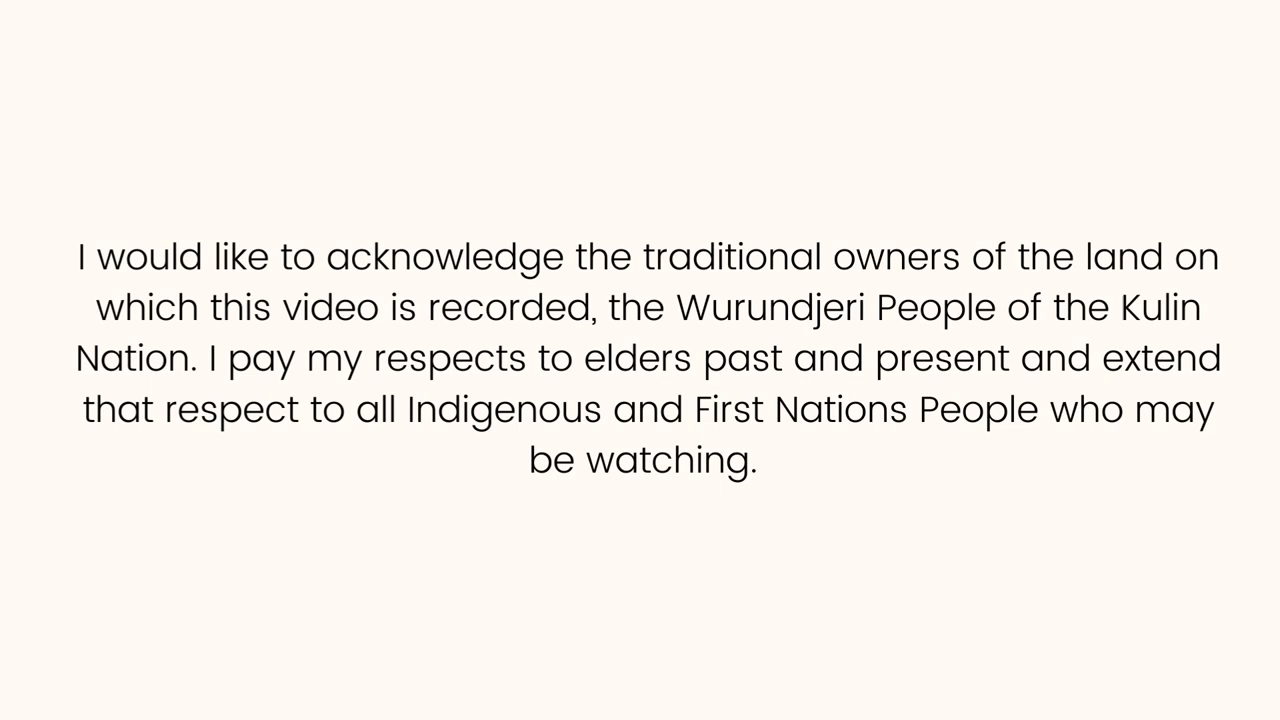 I would like to acknowledge the traditional owners of the land on
which this video is recorded, the Wurundjeri People of the Kulin
Nation. I pay my respects to elders past and present and extend
that respect to all Indigenous and First Nations People who may
be watching.